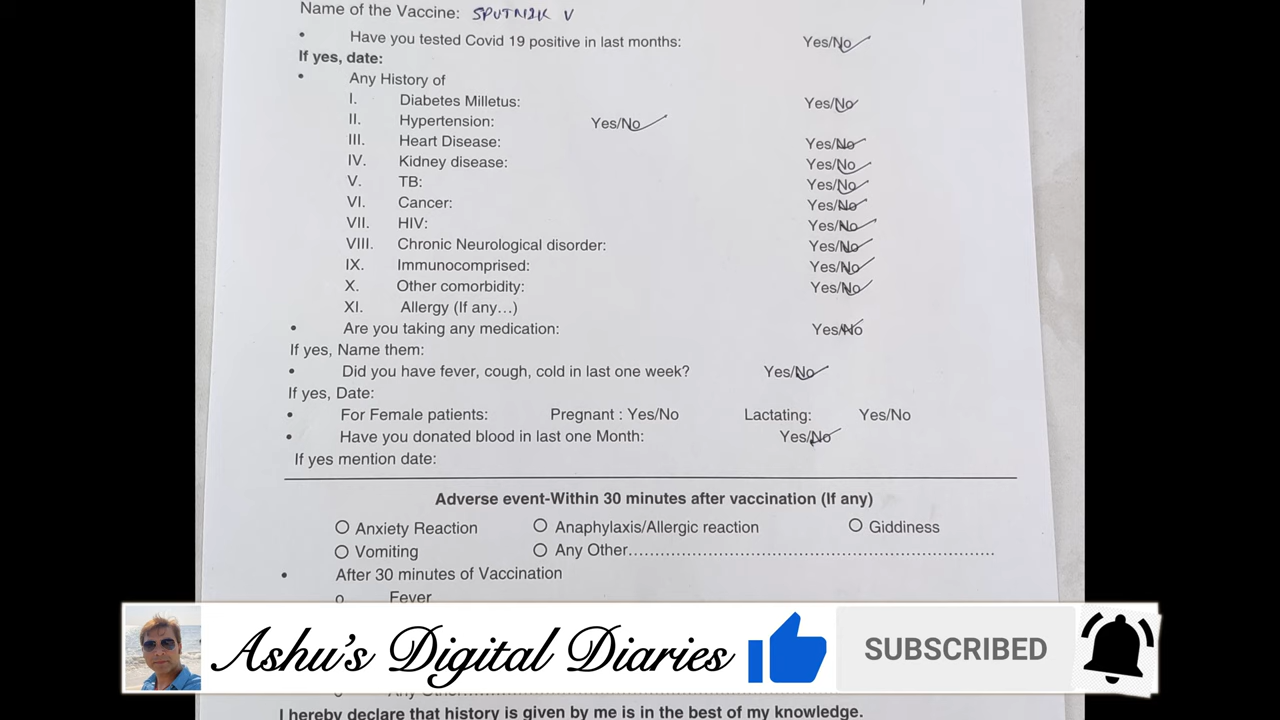 Name of the Vaccine: SPUTNIK V
• Have you tested Covid 19 positive in last months: Yes/No
If yes, date:
• Any History of
I. Diabetes Milletus: Yes/No
II. Hypertension: Yes/No
III. Heart Disease: Yes/No
IV. Kidney disease: Yes/No
V. TB: Yes/No
VI. Cancer: Yes/No
VII. HIV: Yes/No
VIII. Chronic Neurological disorder: Yes/No
IX. Immunocomprised: Yes/No
X. Other comorbidity: Yes/No
XI. Allergy (If any...)
• Are you taking any medication: Yes/No
If yes, Name them:
• Did you have fever, cough, cold in last one week? Yes/No
If yes, Date:
• For Female patients: Pregnant : Yes/No Lactating: Yes/No
• Have you donated blood in last one Month: Yes/No
If yes mention date:
Adverse event-Within 30 minutes after vaccination (If any)
O Anxiety Reaction O Anaphylaxis/Allergic reaction O Giddiness
O Vomiting O Any Other......................................................................
• After 30 minutes of Vaccination
o Fever
Ashu's Digital Diaries SUBSCRIBED
Any Other......................................................................
I hereby declare that history is given by me is in the best of my knowledge.